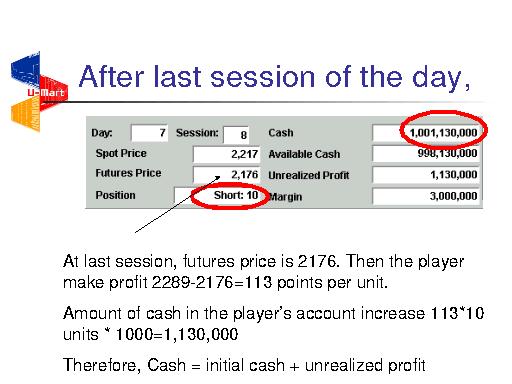 U-Mart
After last session of the day,
Day: 7 Session: 8 Cash 1,001,130,000
Spot Price 2,217 Available Cash 998,130,000
Futures Price 2,176 Unrealized Profit 1,130,000
Position Short: 10 Margin 3,000,000
At last session, futures price is 2176. Then the player
make profit 2289-2176=113 points per unit.
Amount of cash in the player's account increase 113*10
units * 1000=1,130,000
Therefore, Cash = initial cash + unrealized profit